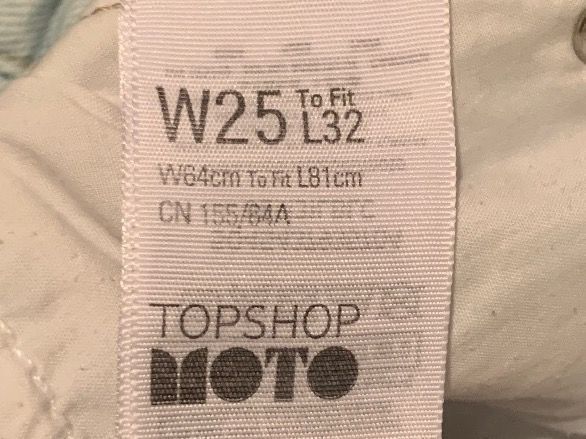 W25 To Fit L32
W64cm To Fit L81cm
CN 155/64A
TOPSHOP
MOTO